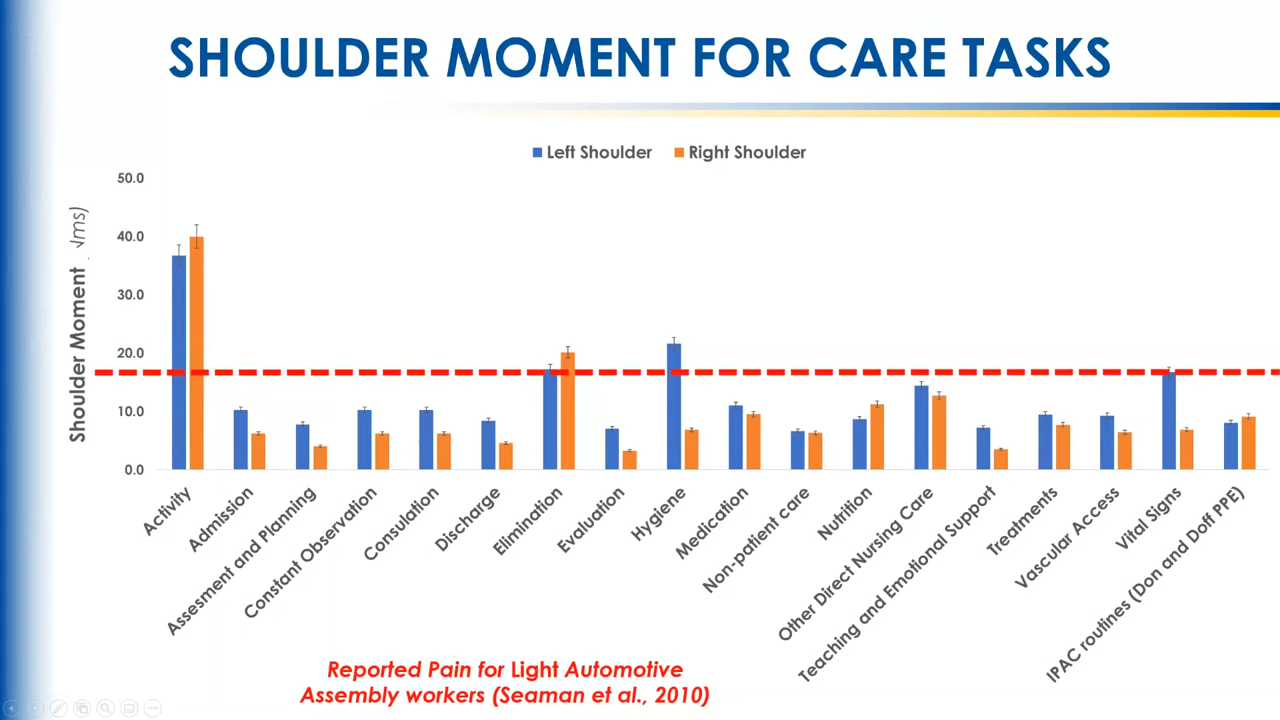 SHOULDER MOMENT FOR CARE TASKS
Left Shoulder
Right Shoulder
Shoulder Moment
50.0
40.0
30.0
20.0
10.0
0.0
Activity
Admission
Assesment and Planning
Constant Observation
Consulation
Discharge
Elimination
Evaluation
Hygiene
Medication
Non-patient care
Nutrition
Other Direct Nursing Care
Teaching and Emotional Support
Treatments
Vascular Access
Vital Signs
IPAC routines (Don and Doff PPE)
Reported Pain for Light Automotive
Assembly workers (Seaman et al., 2010)